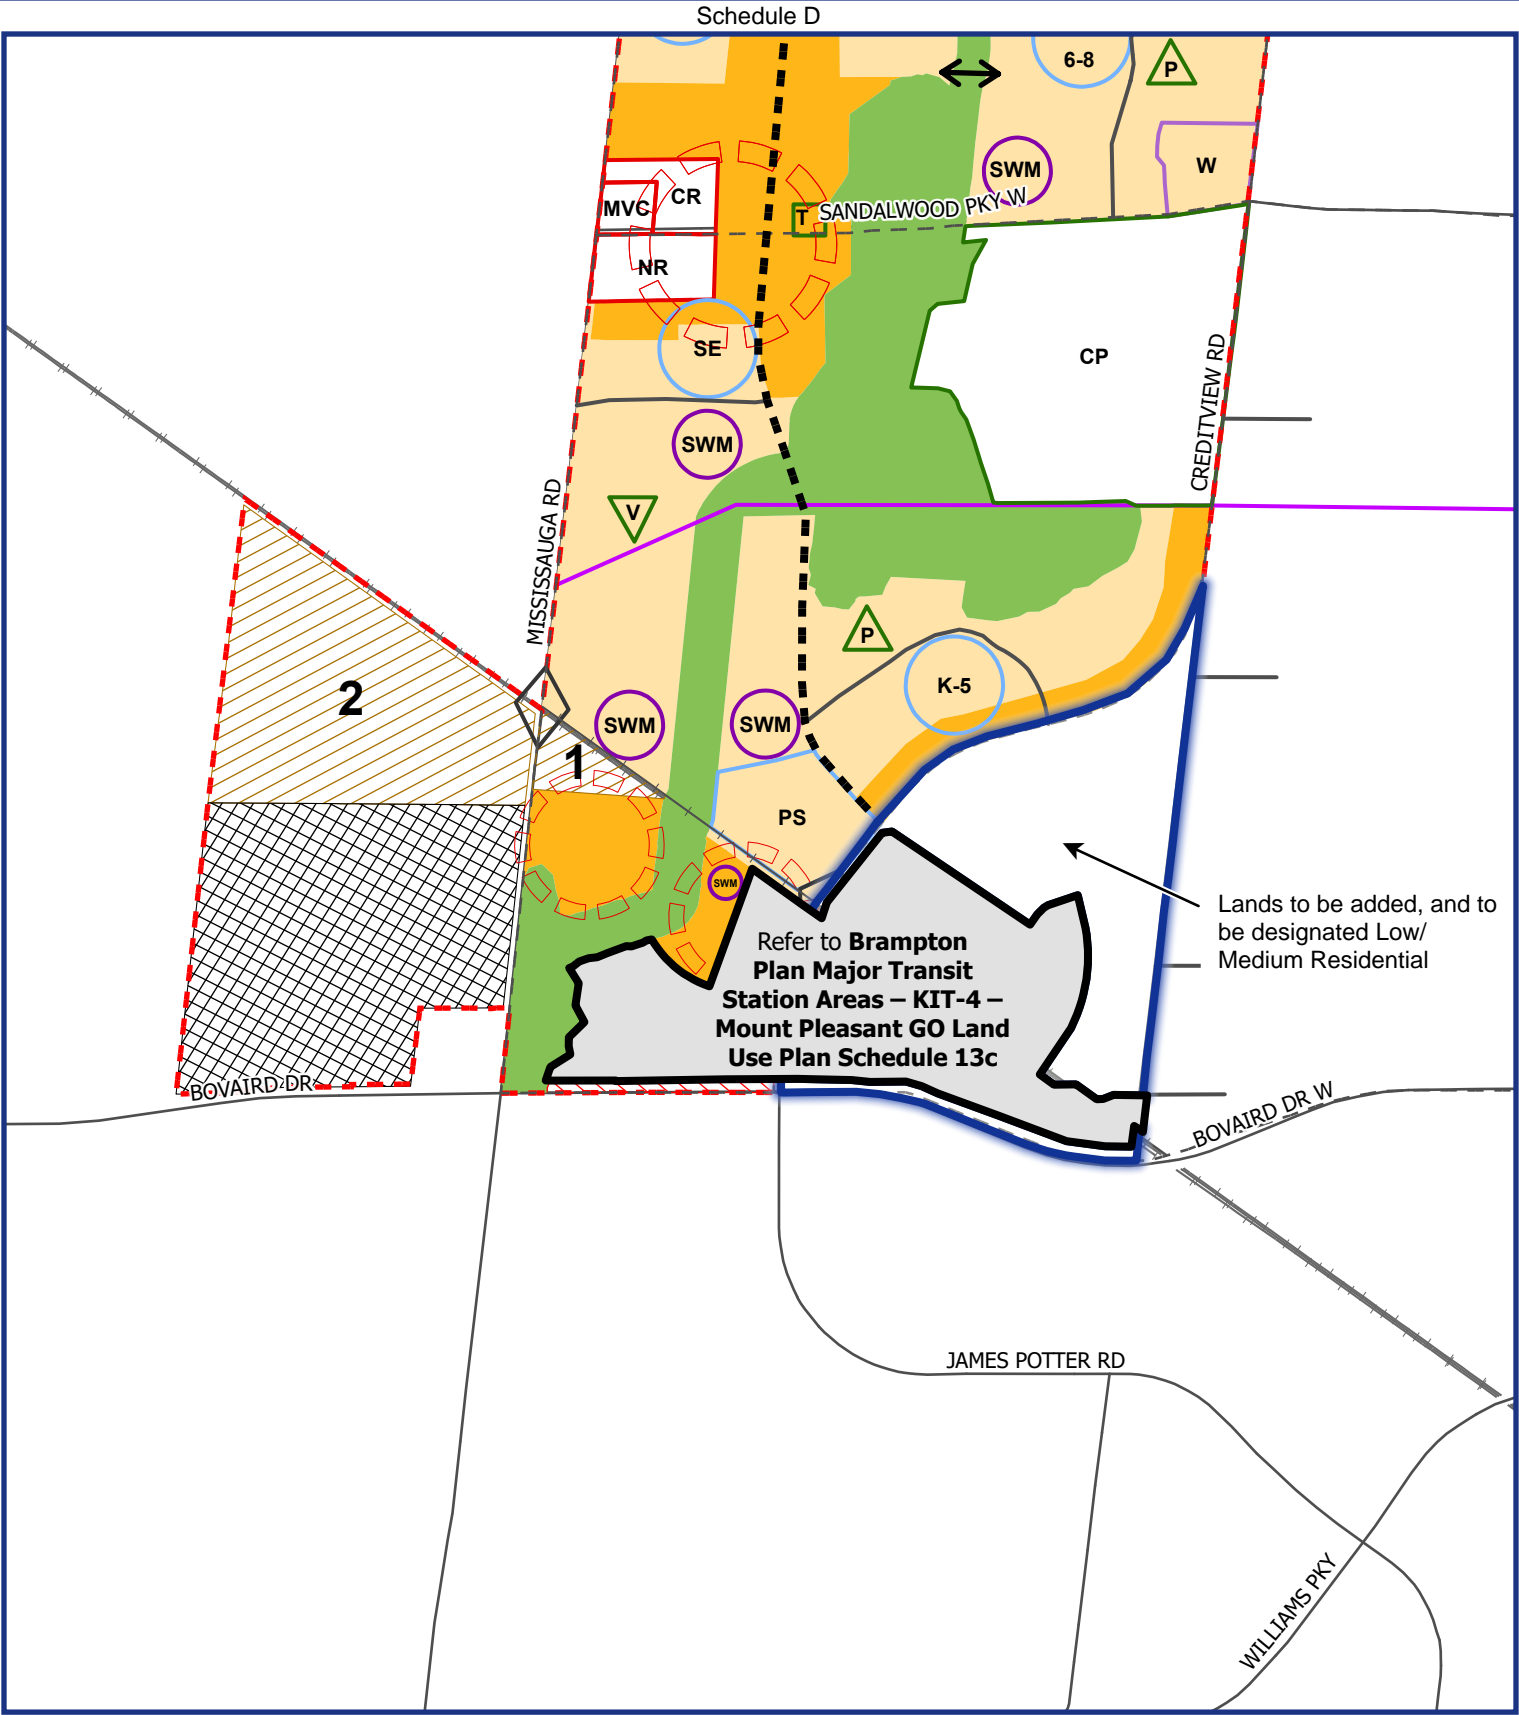 Schedule D
6-8
P
SWM
W
CR
MVC
T
SANDALWOOD PKY W
NR
SE
CP
CREDITVIEW RD
SWM
MISSISSAUGA RD
V
P
K-5
2
SWM
SWM
1
PS
SWM
Lands to be added, and to
be designated Low/
Medium Residential
Refer to Brampton
Plan Major Transit
Station Areas – KIT-4 –
Mount Pleasant GO Land
Use Plan Schedule 13c
BOVAIRD DR
BOVAIRD DR W
JAMES POTTER RD
WILLIAMS PKY